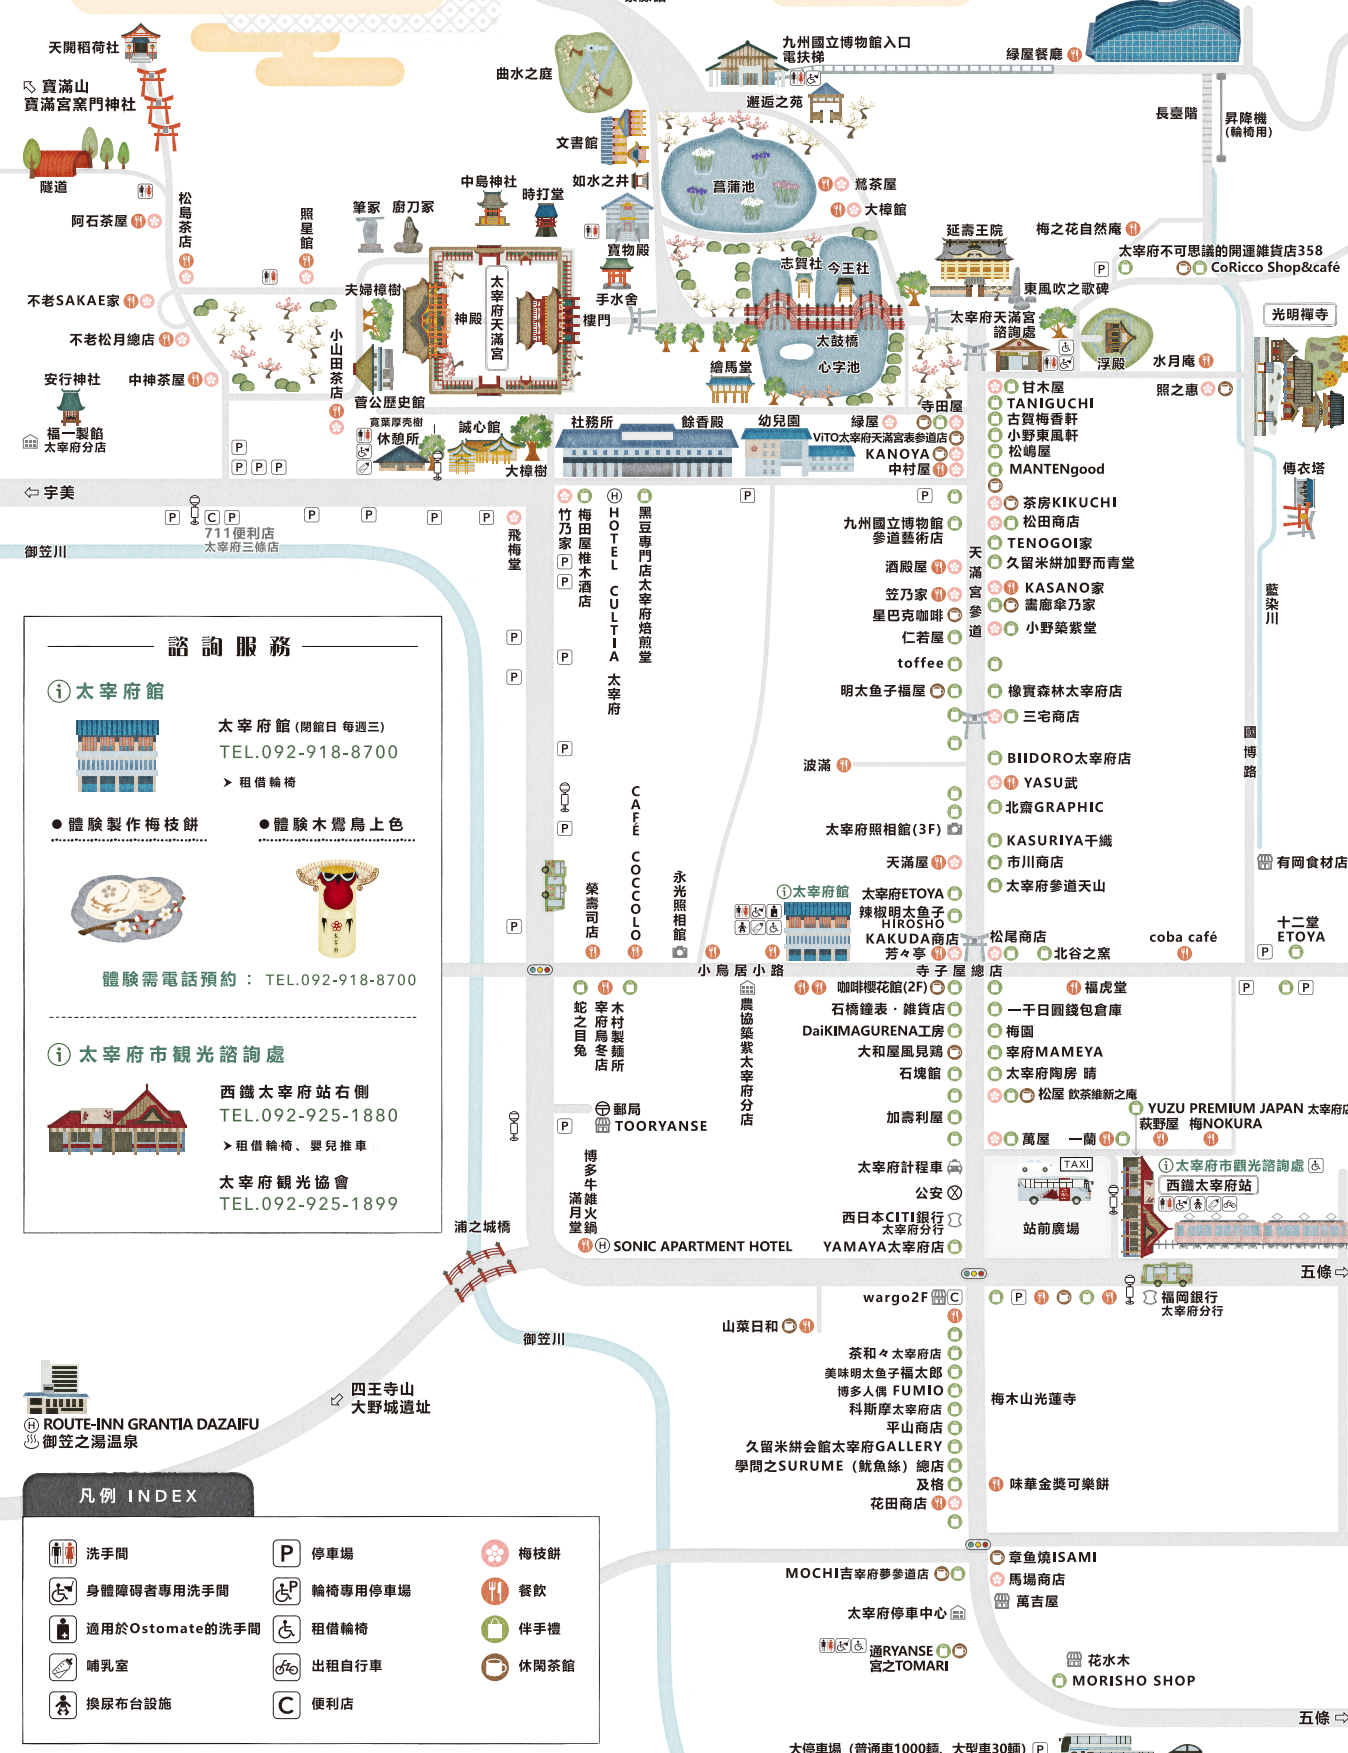 天開稻荷社
寶滿山
寶滿宮窯門神社
隧道
阿石茶屋
松島茶店
照星館
筆冢
廚刀冢
中島神社
時打堂
曲水之庭
文書館
如水之井
寶物殿
手水舍
樓門
太宰府天滿宮
神殿
夫婦樟樹
不老SAKAE家
不老松月總店
中神茶屋
安行神社
福一製餡
太宰府分店
小山田茶店
菅公歷史館
寬葉厚壳樹
休憩所
誠心館
大樟樹
社務所
餘香殿
幼兒園
九州國立博物館入口
電扶梯
邂逅之苑
菖蒲池
鶯茶屋
大樟館
志賀社
今王社
太鼓橋
心字池
繪馬堂
延壽王院
東風吹之歌碑
太宰府天滿宮
諮詢處
浮殿
綠屋餐廳
長臺階
昇降機
(輪椅用)
梅之花自然庵
太宰府不可思議的開運雑貨店358
CoRicco Shop&café
光明禪寺
水月庵
照之惠
傳衣塔
藍染川
國博路
寺田屋
緑屋
ViTO太宰府天滿宮表参道店
KANOYA
中村屋
甘木屋
TANIGUCHI
古賀梅香軒
小野東風軒
松嶋屋
MANTENgood
茶房KIKUCHI
松田商店
TENOGOI家
久留米絣加野而青堂
KASANO家
畫廊傘乃家
小野築紫堂
橡實森林太宰府店
三宅商店
BIIDORO太宰府店
YASU武
北齋GRAPHIC
KASURIYA千織
市川商店
太宰府參道天山
松尾商店
北谷之窯
天滿宮參道
九州國立博物館
參道藝術店
酒殿屋
笠乃家
星巴克咖啡
仁若屋
toffee
明太魚子福屋
波滿
太宰府照相館(3F)
天滿屋
太宰府館
太宰府ETOYA
辣椒明太魚子
HIROSHO
KAKUDA商店
芳々亭
宇美
711便利店
太宰府三條店
御笠川
飛梅堂
竹乃家
梅田屋椎木酒店
HOTEL CULTIA 太宰府
黑豆專門店太宰府焙煎堂
CAFÉ COCCOLO
榮壽司店
永光照相館
小鳥居小路
寺子屋總店
有岡食材店
十二堂
ETOYA
coba café
諮詢服務
太宰府館
太宰府館 (閉館日 每週三)
TEL.092-918-8700
租借輪椅
體驗製作梅枝餅
體驗木鷽鳥上色
體驗需電話預約： TEL.092-918-8700
太宰府市観光諮詢處
西鐵太宰府站右側
TEL.092-925-1880
租借輪椅、嬰兒推車
太宰府観光協會
TEL.092-925-1899
蛇之目兔
宰府烏冬店
木村製麵所
農協築紫太宰府分店
郵局
TOORYANSE
博多牛雑火鍋
滿月堂
SONIC APARTMENT HOTEL
浦之城橋
御笠川
咖啡櫻花館(2F)
石橋鐘表・雑貨店
DaiKIMAGURENA工房
大和屋風見鶏
石塊館
加壽利屋
太宰府計程車
公安
西日本CITI銀行
太宰府分行
YAMAYA太宰府店
福虎堂
一千日圓錢包倉庫
梅園
宰府MAMEYA
太宰府陶房 晴
松屋 飲茶維新之庵
萬屋
一蘭
YUZU PREMIUM JAPAN 太宰府店
萩野屋 梅NOKURA
TAXI
站前廣場
太宰府市觀光諮詢處
西鐵太宰府站
五條
福岡銀行
太宰府分行
wargo2F
山菜日和
茶和々太宰府店
美味明太魚子福太郎
博多人偶 FUMIO
科斯摩太宰府店
平山商店
久留米絣会館太宰府GALLERY
學問之SURUME（魷魚絲）總店
及格
花田商店
梅木山光蓮寺
味華金獎可樂餅
四王寺山
大野城遺址
ROUTE-INN GRANTIA DAZAIFU
御笠之湯温泉
凡例 INDEX
洗手間
身體障碍者專用洗手間
適用於Ostomate的洗手間
哺乳室
換尿布台設施
停車場
輪椅專用停車場
租借輪椅
出租自行車
便利店
梅枝餅
餐飲
伴手禮
休閑茶館
MOCHI吉宰府夢參道店
太宰府停車中心
通RYANSE
宮之TOMARI
章魚燒ISAMI
馬場商店
萬吉屋
花水木
MORISHO SHOP
五條
大停車場（普通車1000輛、大型車30輛）